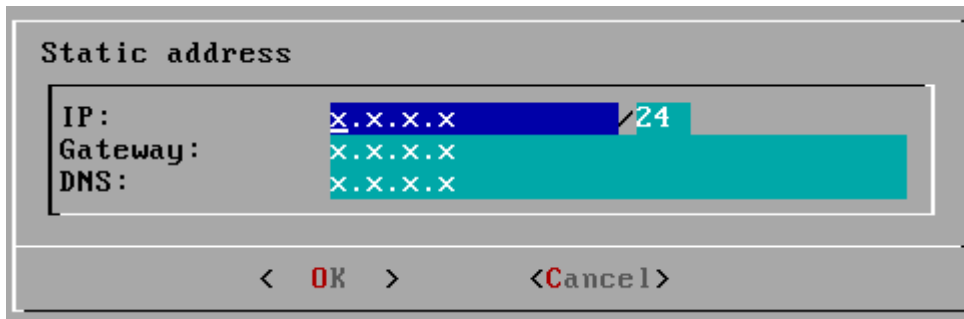 Static address
IP: x.x.x.x /24
Gateway: x.x.x.x
DNS: x.x.x.x
< OK > <Cancel>